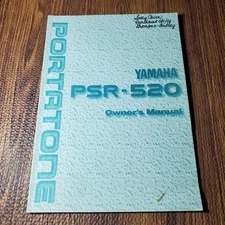 PORTATONE
YAMAHA
PSR-520
Owner's Manual